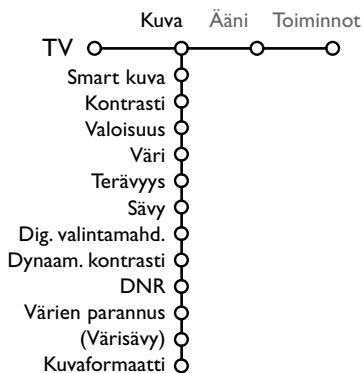 Kuva Ääni Toiminnot
TV
Smart kuva
Kontrasti
Valoisuus
Väri
Terävyys
Sävy
Dig. valintamahd.
Dynaam. kontrasti
DNR
Värien parannus
(Värisävy)
Kuvaformaatti